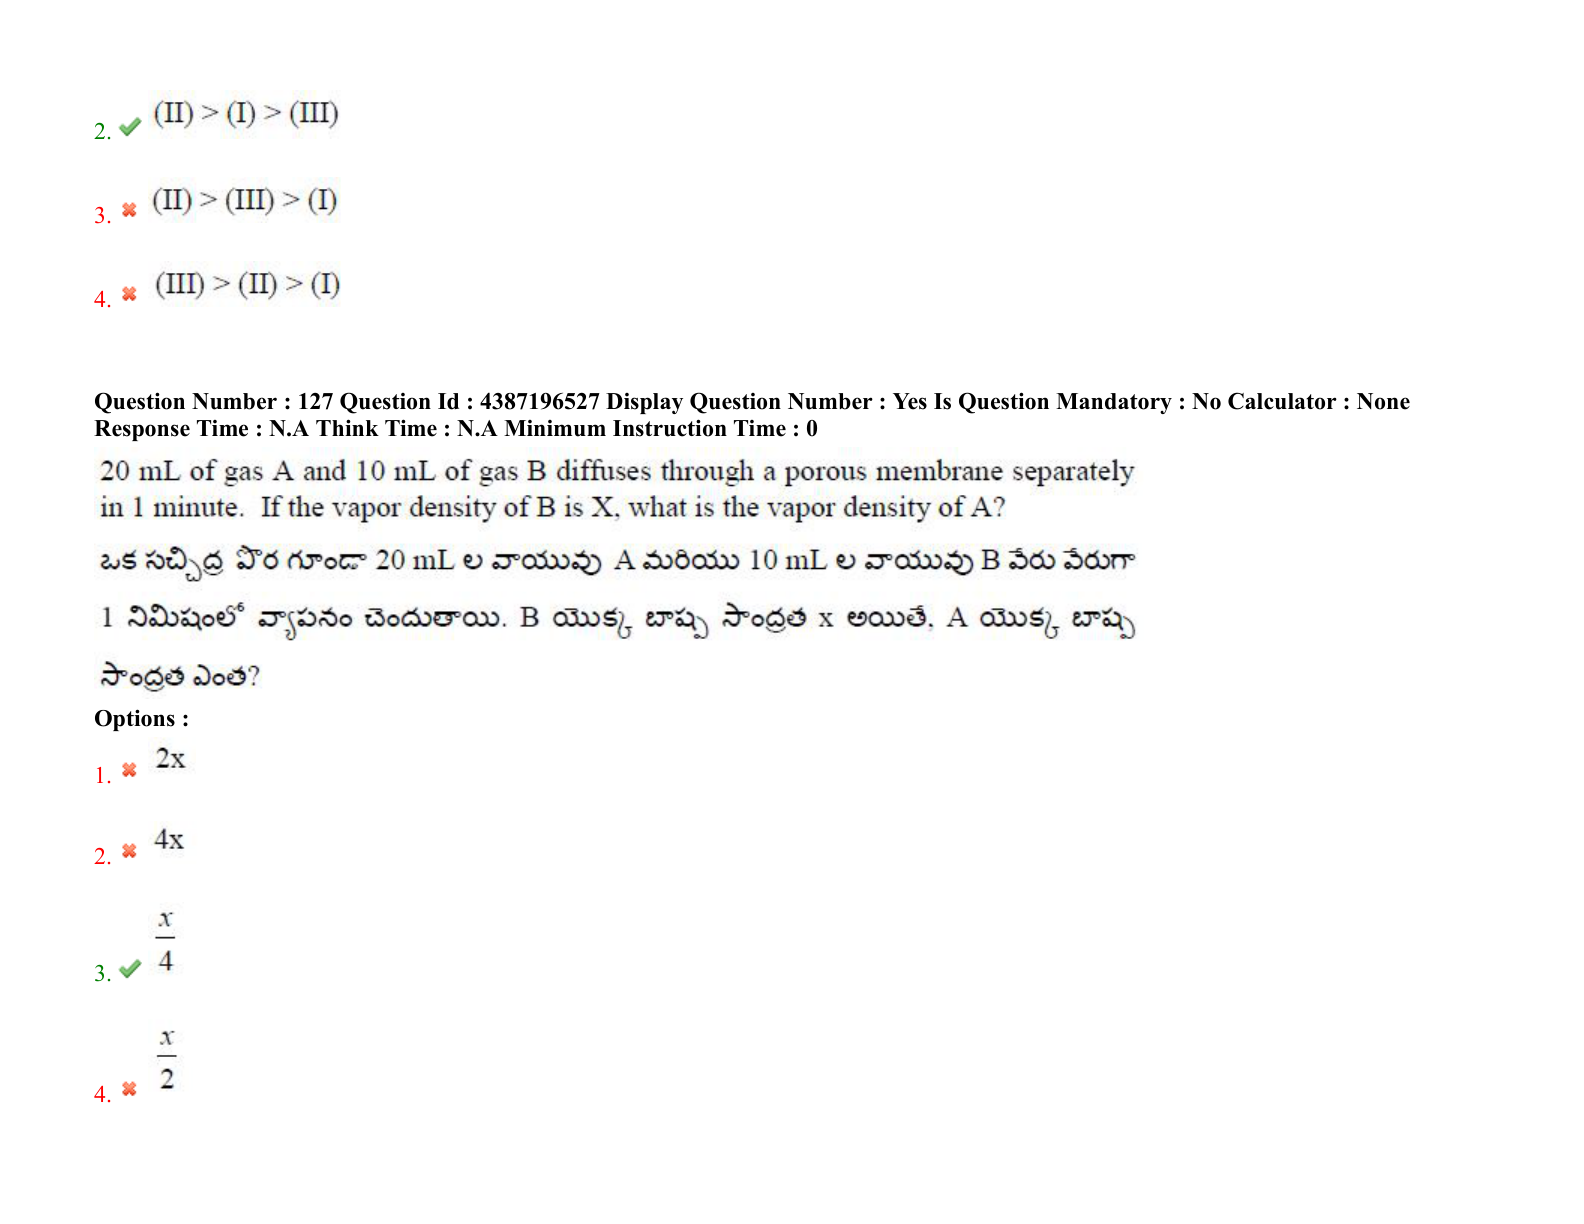 2. (II) > (I) > (III)
3. (II) > (III) > (I)
4. (III) > (II) > (I)
Question Number : 127 Question Id : 4387196527 Display Question Number : Yes Is Question Mandatory : No Calculator : None
Response Time : N.A Think Time : N.A Minimum Instruction Time : 0
20 mL of gas A and 10 mL of gas B diffuses through a porous membrane separately
in 1 minute. If the vapor density of B is X, what is the vapor density of A?
ఒక సచ్చిద్ర పొర గూండా 20 mL ల వాయువు A మరియు 10 mL ల వాయువు B వేరు వేరుగా
1 నిమిషంలో వ్యాపనం చెందుతాయి. B యొక్క బాష్ప సాంద్రత x అయితే, A యొక్క బాష్ప
సాంద్రత ఎంత?
Options :
1. 2x
2. 4x
3. x/4
4. x/2